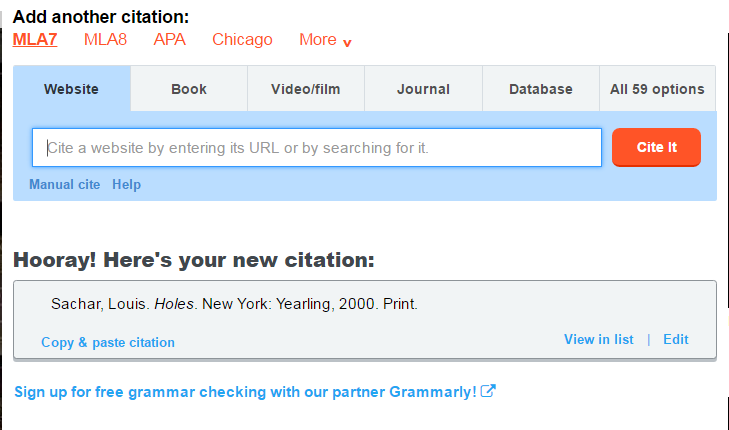 Add another citation:
MLA7 MLA8 APA Chicago More v
Website Book Video/film Journal Database All 59 options
Cite a website by entering its URL or by searching for it. Cite It
Manual cite Help
Hooray! Here's your new citation:
Sachar, Louis. Holes. New York: Yearling, 2000. Print.
Copy & paste citation View in list | Edit
Sign up for free grammar checking with our partner Grammarly!